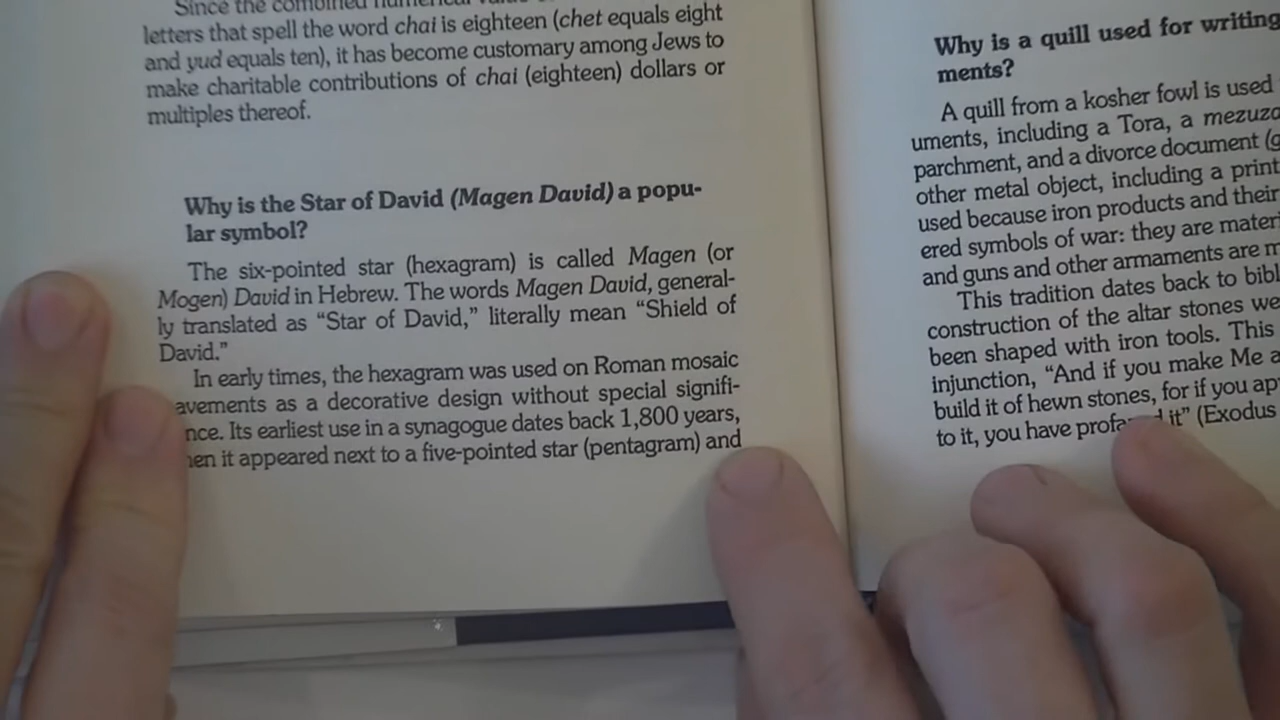 Since the combined numerical value
letters that spell the word chai is eighteen (chet equals eight
and yud equals ten), it has become customary among Jews to
make charitable contributions of chai (eighteen) dollars or
multiples thereof.
Why is the Star of David (Magen David) a popu-
lar symbol?
The six-pointed star (hexagram) is called Magen (or
Mogen) David in Hebrew. The words Magen David, general-
ly translated as “Star of David,” literally mean “Shield of
David.”
In early times, the hexagram was used on Roman mosaic
avements as a decorative design without special signifi-
nce. Its earliest use in a synagogue dates back 1,800 years,
en it appeared next to a five-pointed star (pentagram) and
Why is a quill used for writing
ments?
A quill from a kosher fowl is used
uments, including a Tora, a
parchment, and a divorce document
other metal object, including a print
used because iron products and their
ered symbols of war: they are
and guns and other armaments are
This tradition dates back to
construction of the altar stones
been shaped with iron tools. This
injunction, “And if you make Me
build it of hewn stones, for if you
to it, you have it” (Exodus